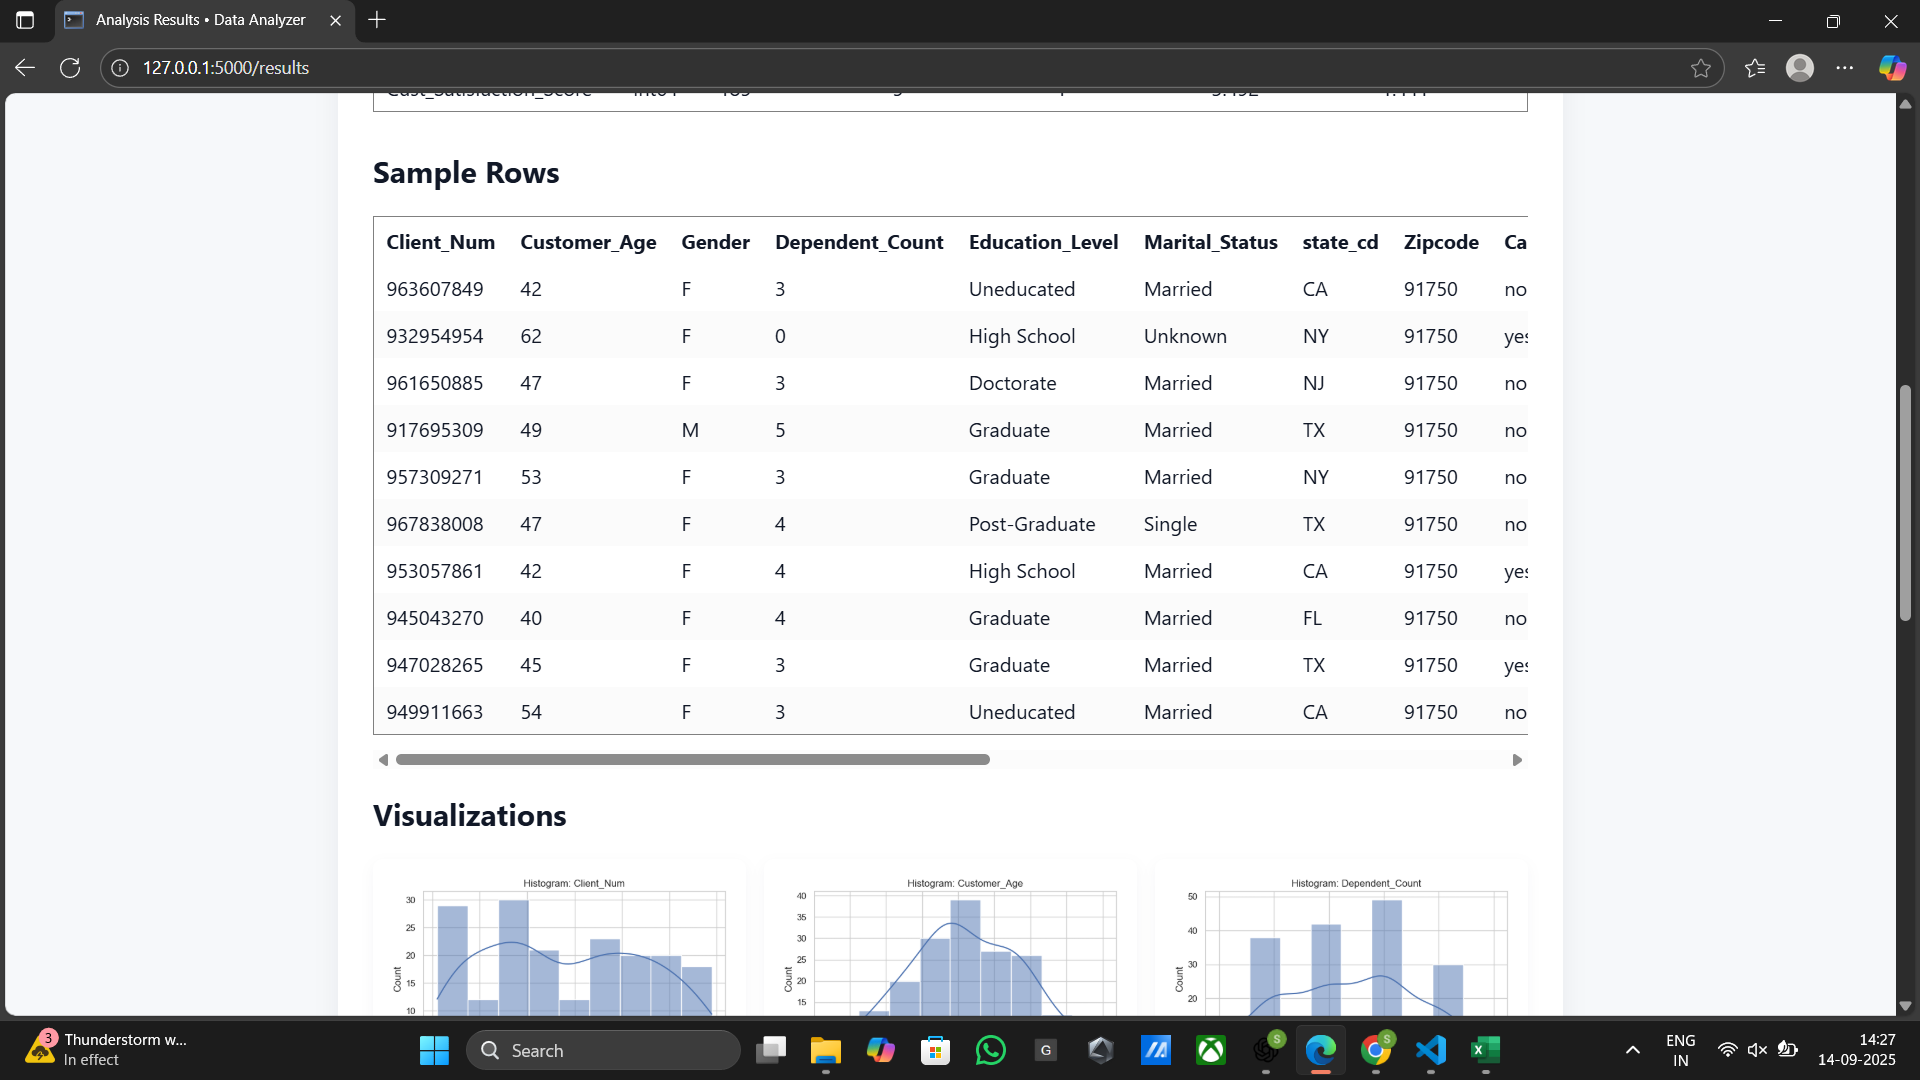 Analysis Results • Data Analyzer
127.0.0.1:5000/results
Sample Rows
Client_Num Customer_Age Gender Dependent_Count Education_Level Marital_Status state_cd Zipcode Ca
963607849 42 F 3 Uneducated Married CA 91750 no
932954954 62 F 0 High School Unknown NY 91750 yes
961650885 47 F 3 Doctorate Married NJ 91750 no
917695309 49 M 5 Graduate Married TX 91750 no
957309271 53 F 3 Graduate Married NY 91750 no
967838008 47 F 4 Post-Graduate Single TX 91750 no
953057861 42 F 4 High School Married CA 91750 yes
945043270 40 F 4 Graduate Married FL 91750 no
947028265 45 F 3 Graduate Married TX 91750 yes
949911663 54 F 3 Uneducated Married CA 91750 no
Visualizations
Histogram: Client_Num
30
25
20
15
10
Count
Histogram: Customer_Age
40
35
30
25
20
15
Count
Histogram: Dependent_Count
50
40
30
20
Count
3
Thunderstorm w...
In effect
Search
G
S
S
ENG
IN
14:27
14-09-2025